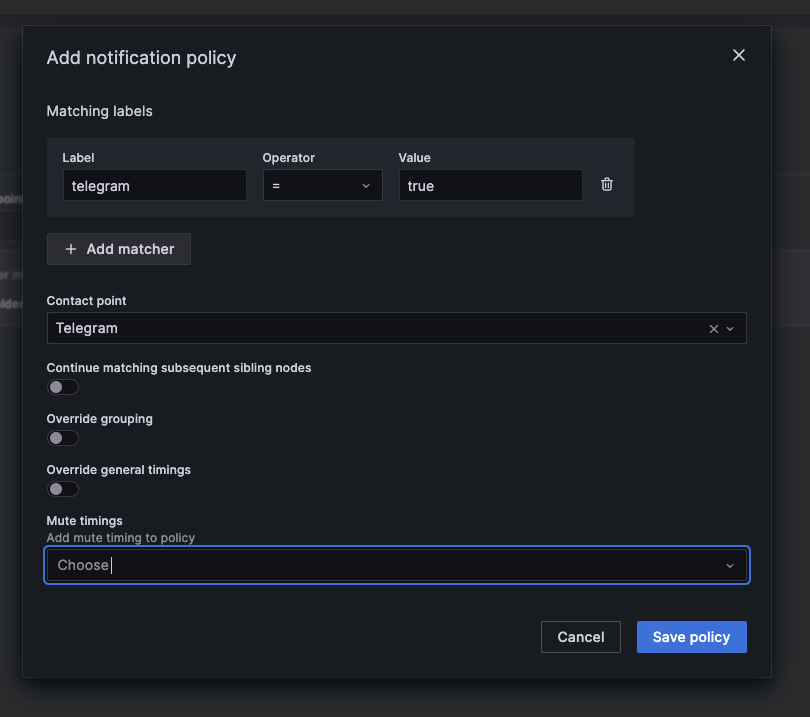 Add notification policy
Matching labels
Label Operator Value
telegram = true
+ Add matcher
Contact point
Telegram
Continue matching subsequent sibling nodes
Override grouping
Override general timings
Mute timings
Add mute timing to policy
Choose
Cancel Save policy